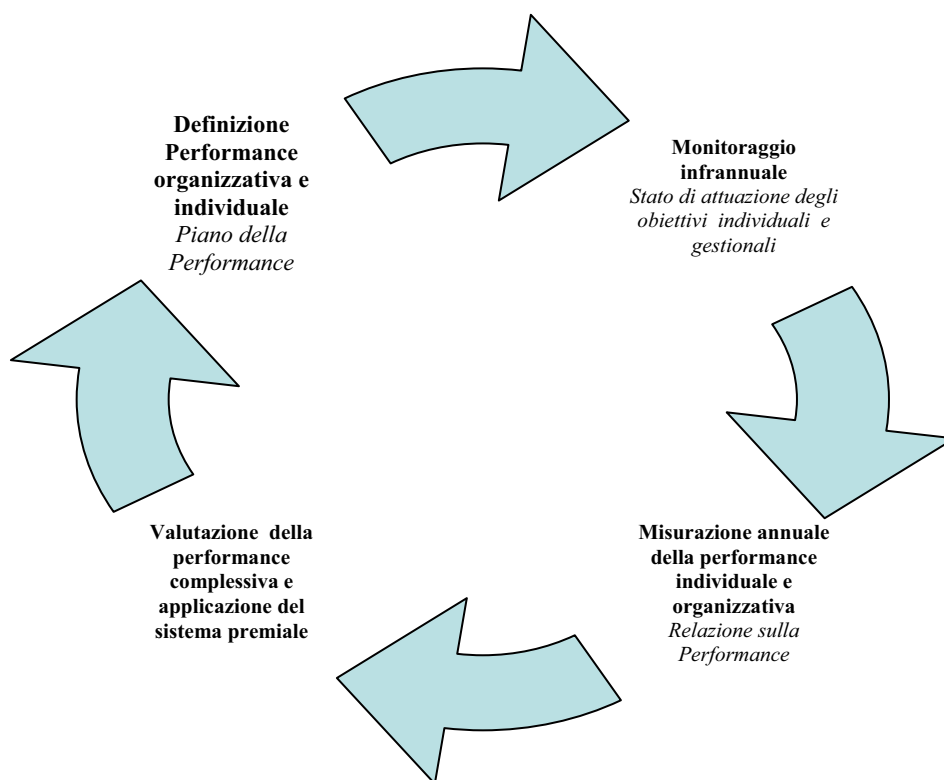 Definizione
Performance
organizzativa e
individuale
Piano della
Performance
Monitoraggio
infrannuale
Stato di attuazione degli
obiettivi individuali e
gestionali
Misurazione annuale
della performance
individuale e
organizzativa
Relazione sulla
Performance
Valutazione della
performance
complessiva e
applicazione del
sistema premiale